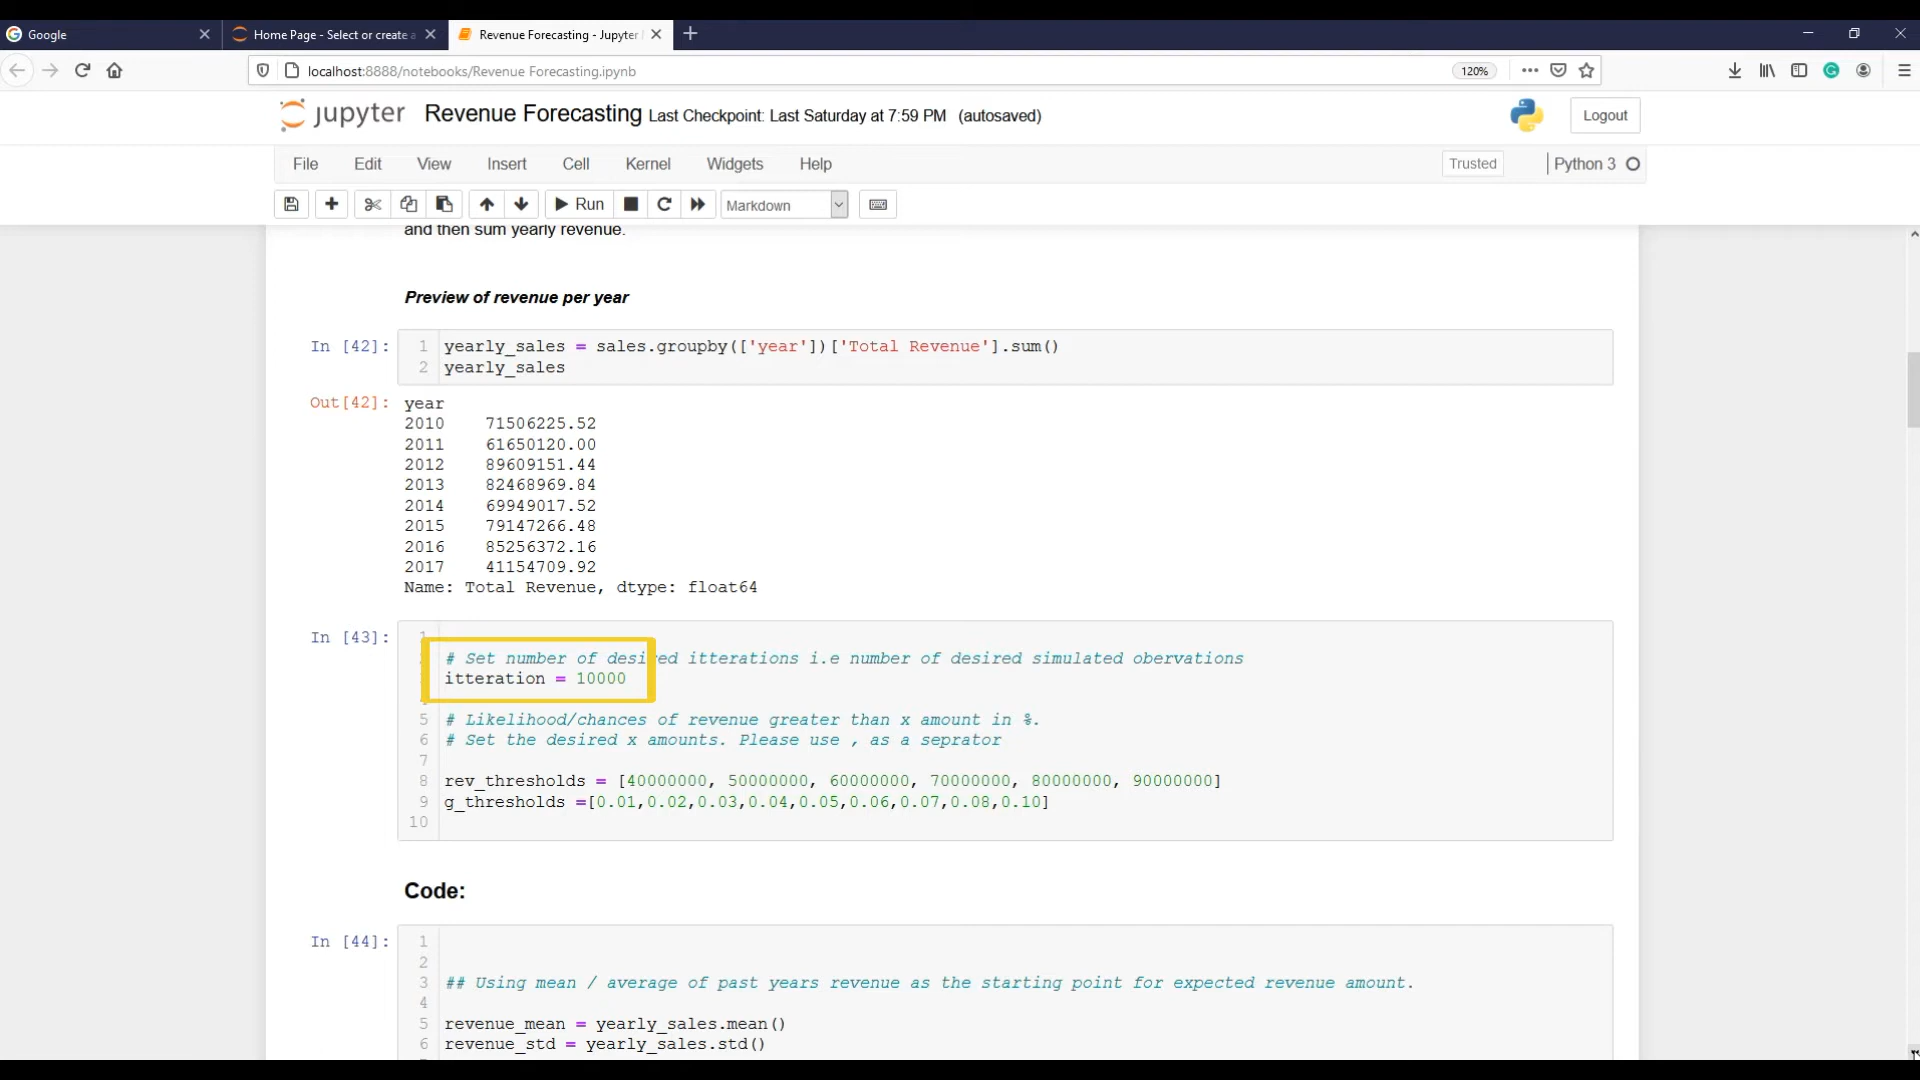 Google
Home Page - Select or create a
Revenue Forecasting - Jupyter
localhost:8888/notebooks/Revenue Forecasting.ipynb
120%
jupyter Revenue Forecasting Last Checkpoint: Last Saturday at 7:59 PM (autosaved)
Logout
File Edit View Insert Cell Kernel Widgets Help
Trusted
Python 3
Run
Markdown
and then sum yearly revenue.
Preview of revenue per year
In [42]:
1 yearly_sales = sales.groupby(['year'])['Total Revenue'].sum()
2 yearly_sales
Out[42]: year
2010 71506225.52
2011 61650120.00
2012 89609151.44
2013 82468969.84
2014 69949017.52
2015 79147266.48
2016 85256372.16
2017 41154709.92
Name: Total Revenue, dtype: float64
In [43]:
1
# Set number of desired itterations i.e number of desired simulated obervations
itteration = 10000
5 # Likelihood/chances of revenue greater than x amount in %.
6 # Set the desired x amounts. Please use , as a seprator
7
8 rev_thresholds = [40000000, 50000000, 60000000, 70000000, 80000000, 90000000]
9 g_thresholds =[0.01,0.02,0.03,0.04,0.05,0.06,0.07,0.08,0.10]
10
Code:
In [44]:
1
2
3 ## Using mean / average of past years revenue as the starting point for expected revenue amount.
4
5 revenue_mean = yearly_sales.mean()
6 revenue_std = yearly_sales.std()